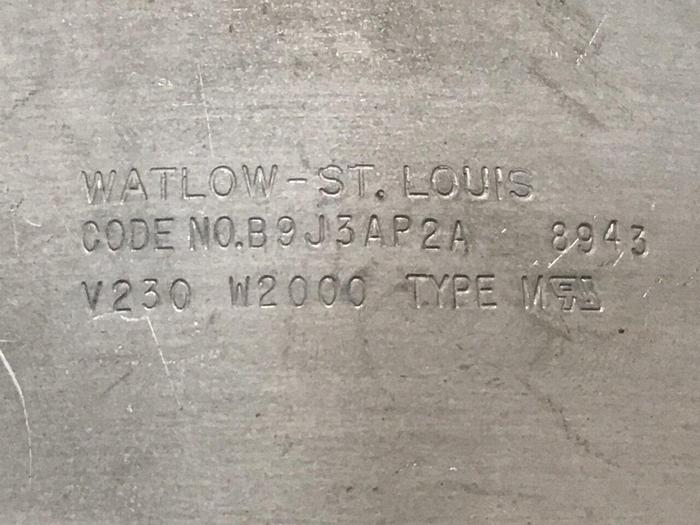 WATLOW-ST. LOUIS
CODE NO.B9J3AP2A 8943
V230 W2000 TYPE M